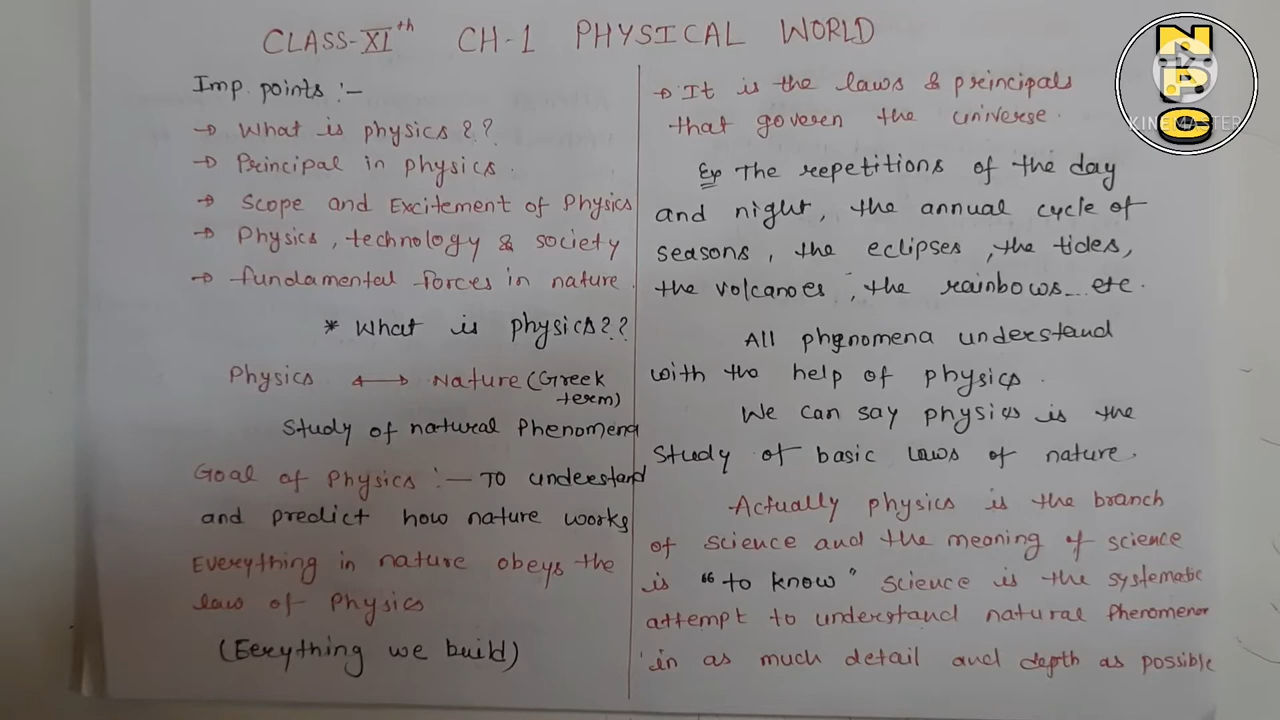 CLASS-XIth CH-1 PHYSICAL WORLD
Imp. points :-
→ What is physics??
→ Principal in physics.
→ Scope and Excitement of Physics
→ Physics, technology & society
→ fundamental forces in nature.
* What is physics??
Physics ↔ Nature (Greek
term)
Study of natural Phenomena
Goal of Physics :- To understand
and predict how nature works
Everything in nature obeys the
law of Physics
(Eerything we build)
→ It is the laws & principals
that goveren the universe.
Ex The repetitions of the day
and night, the annual cycle of
seasons, the eclipses, the tides,
the volcanoes, the rainbows... etc.
All phenomena understand
with the help of physics.
We can say physics is the
study of basic laws of nature.
Actually physics is the branch
of science and the meaning of science
is "to know" science is the systematic
attempt to understand natural Phenomenon
in as much detail and depth as possible
NPJC
KINEMASTER